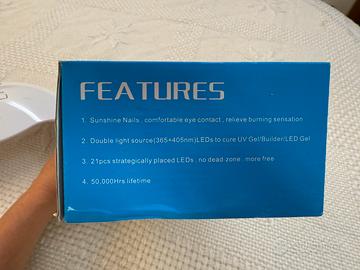 FEATURES
1. Sunshine Nails . comfortable eye contact , relieve burning sensation
2. Double light source(365+405nm)LEDs to cure UV Gel/Builder/LED Gel
3. 21pcs strategically placed LEDs . no dead zone . more free
4. 50,000Hrs lifetime